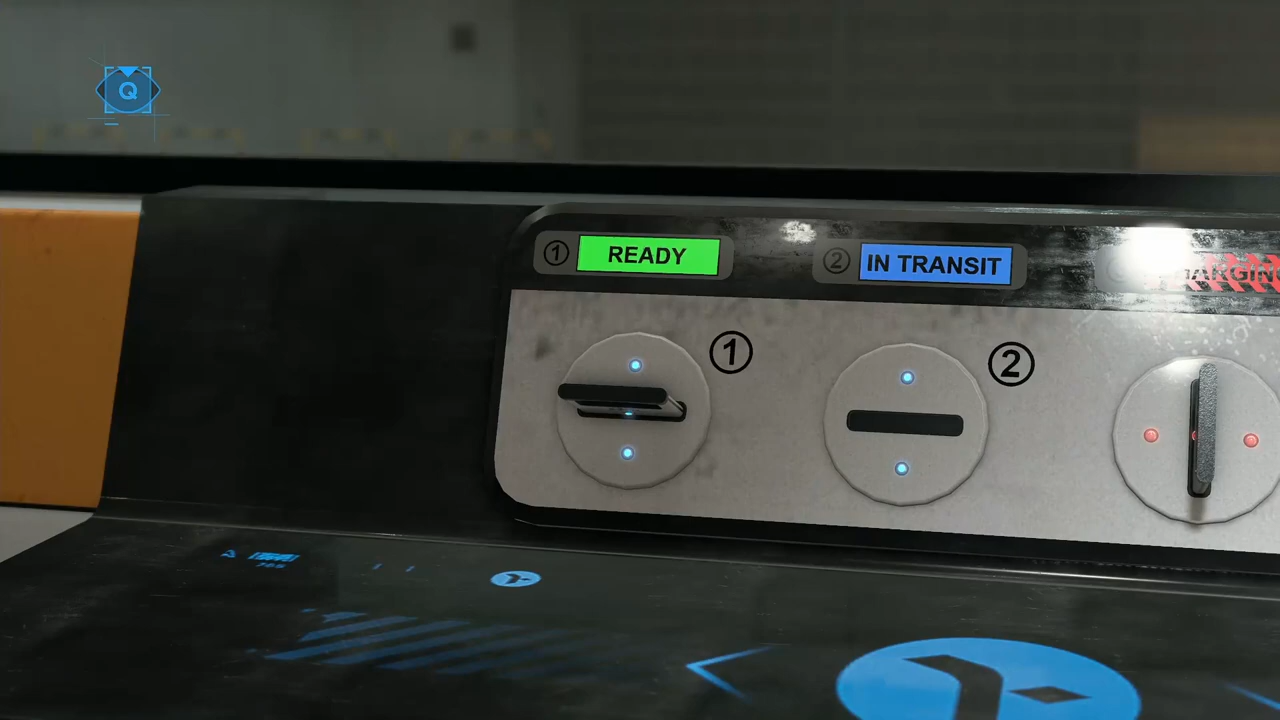 Q
① READY
② IN TRANSIT
①
②